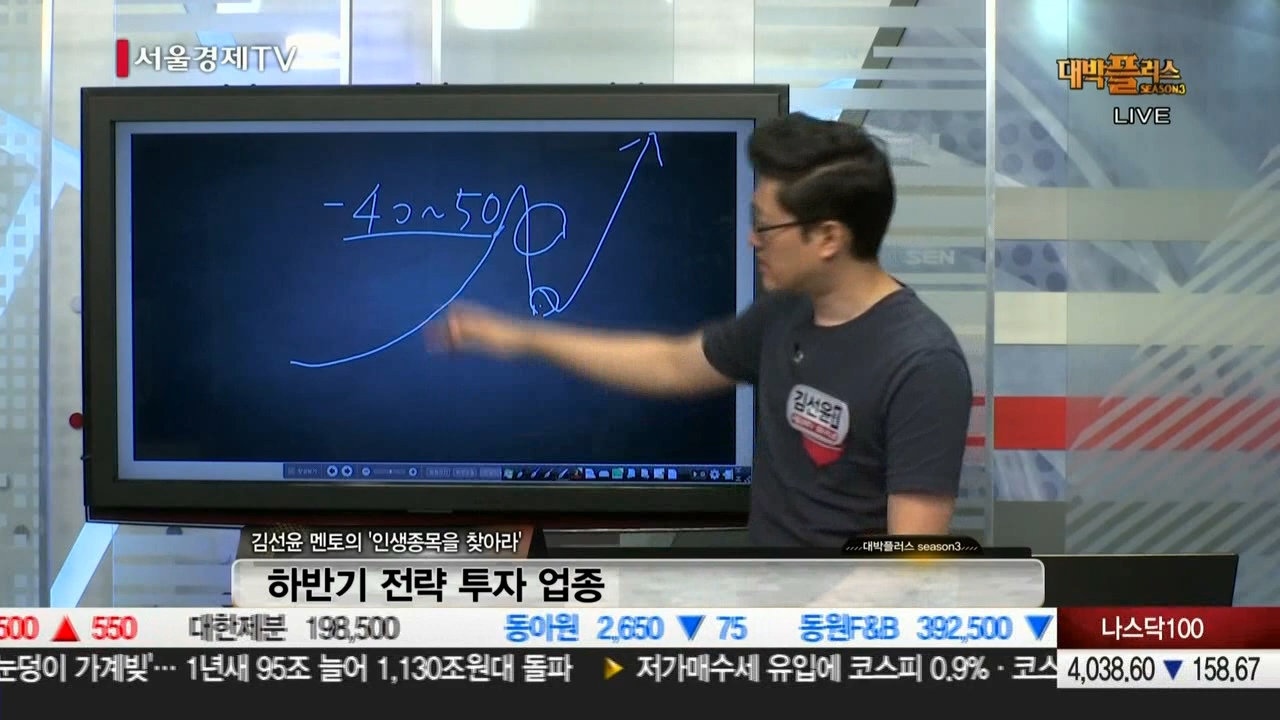 서울경제TV
대박플러스
SEASON3
LIVE
-40~50
SEN
김선윤
김선윤 멘토의 '인생종목을 찾아라'
대박플러스 season3
하반기 전략 투자 업종
500 ▲ 550 대한제분 198,500 동아원 2,650 ▼ 75 동원F&B 392,500 ▼
나스닥100
눈덩이 가계빚'… 1년새 95조 늘어 1,130조원대 돌파 ▶ 저가매수세 유입에 코스피 0.9%·코스
4,038.60 ▼ 158.67